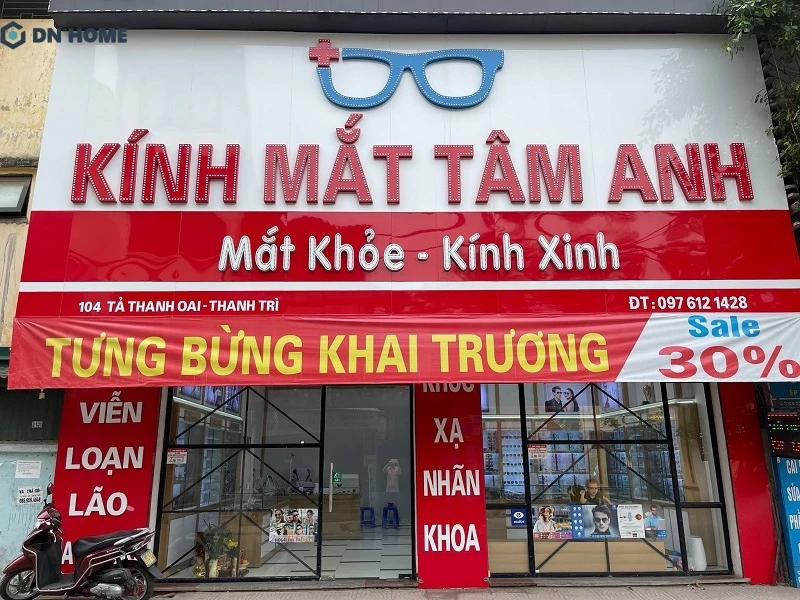 DN HOME
KÍNH MẮT TÂM ANH
Mắt Khỏe - Kính Xinh
104 TẢ THANH OAI - THANH TRÌ
ĐT : 097 612 1428
TƯNG BỪNG KHAI TRƯƠNG
Sale
30%
VIỄN
LOẠN
LÃO
KHÚC
XẠ
NHÃN
KHOA